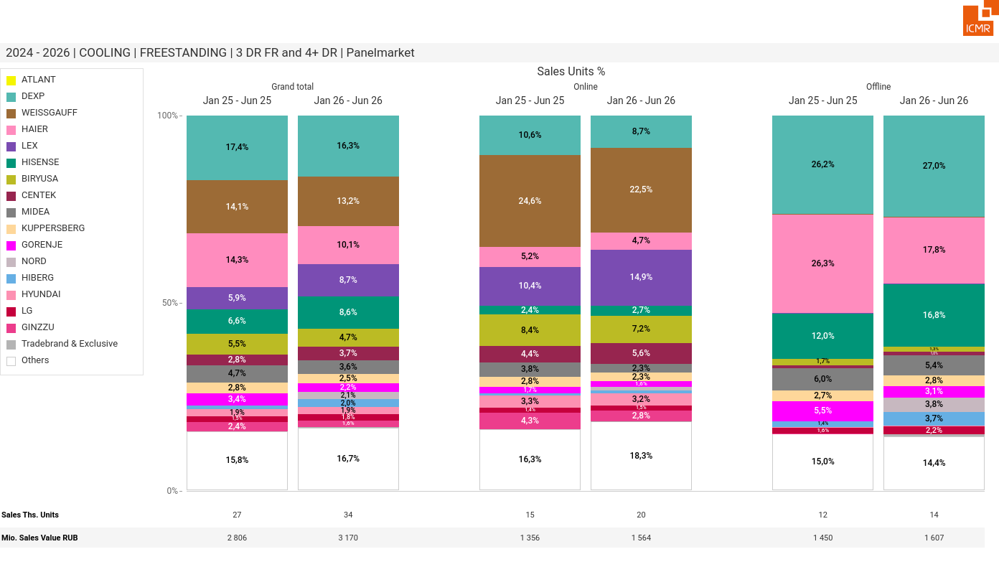 ICMR
2024 - 2026 | COOLING | FREESTANDING | 3 DR FR and 4+ DR | Panelmarket
ATLANT
DEXP
WEISSGAUFF
HAIER
LEX
HISENSE
BIRYUSA
CENTEK
MIDEA
KUPPERSBERG
GORENJE
NORD
HIBERG
HYUNDAI
LG
GINZZU
Tradebrand & Exclusive
Others
Sales Units %
Grand total
Online
Offline
Jan 25 - Jun 25
Jan 26 - Jun 26
Jan 25 - Jun 25
Jan 26 - Jun 26
Jan 25 - Jun 25
Jan 26 - Jun 26
100%
50%
0%
17,4%
14,1%
14,3%
5,9%
6,6%
5,5%
2,8%
4,7%
2,8%
3,4%
1,9%
1,5%
2,4%
15,8%
16,3%
13,2%
10,1%
8,7%
8,6%
4,7%
3,7%
3,6%
2,5%
2,2%
2,1%
2,0%
1,9%
1,8%
1,6%
16,7%
10,6%
24,6%
5,2%
10,4%
2,4%
8,4%
4,4%
3,8%
2,8%
1,7%
3,3%
1,4%
4,3%
16,3%
8,7%
22,5%
4,7%
14,9%
2,7%
7,2%
5,6%
2,3%
2,3%
1,6%
3,2%
1,5%
2,8%
18,3%
26,2%
26,3%
12,0%
1,7%
6,0%
2,7%
5,5%
1,4%
1,6%
15,0%
27,0%
17,8%
16,8%
1,3%
1,0%
5,4%
2,8%
3,1%
3,8%
3,7%
2,2%
14,4%
Sales Ths. Units 27 34 15 20 12 14
Mio. Sales Value RUB 2 806 3 170 1 356 1 564 1 450 1 607